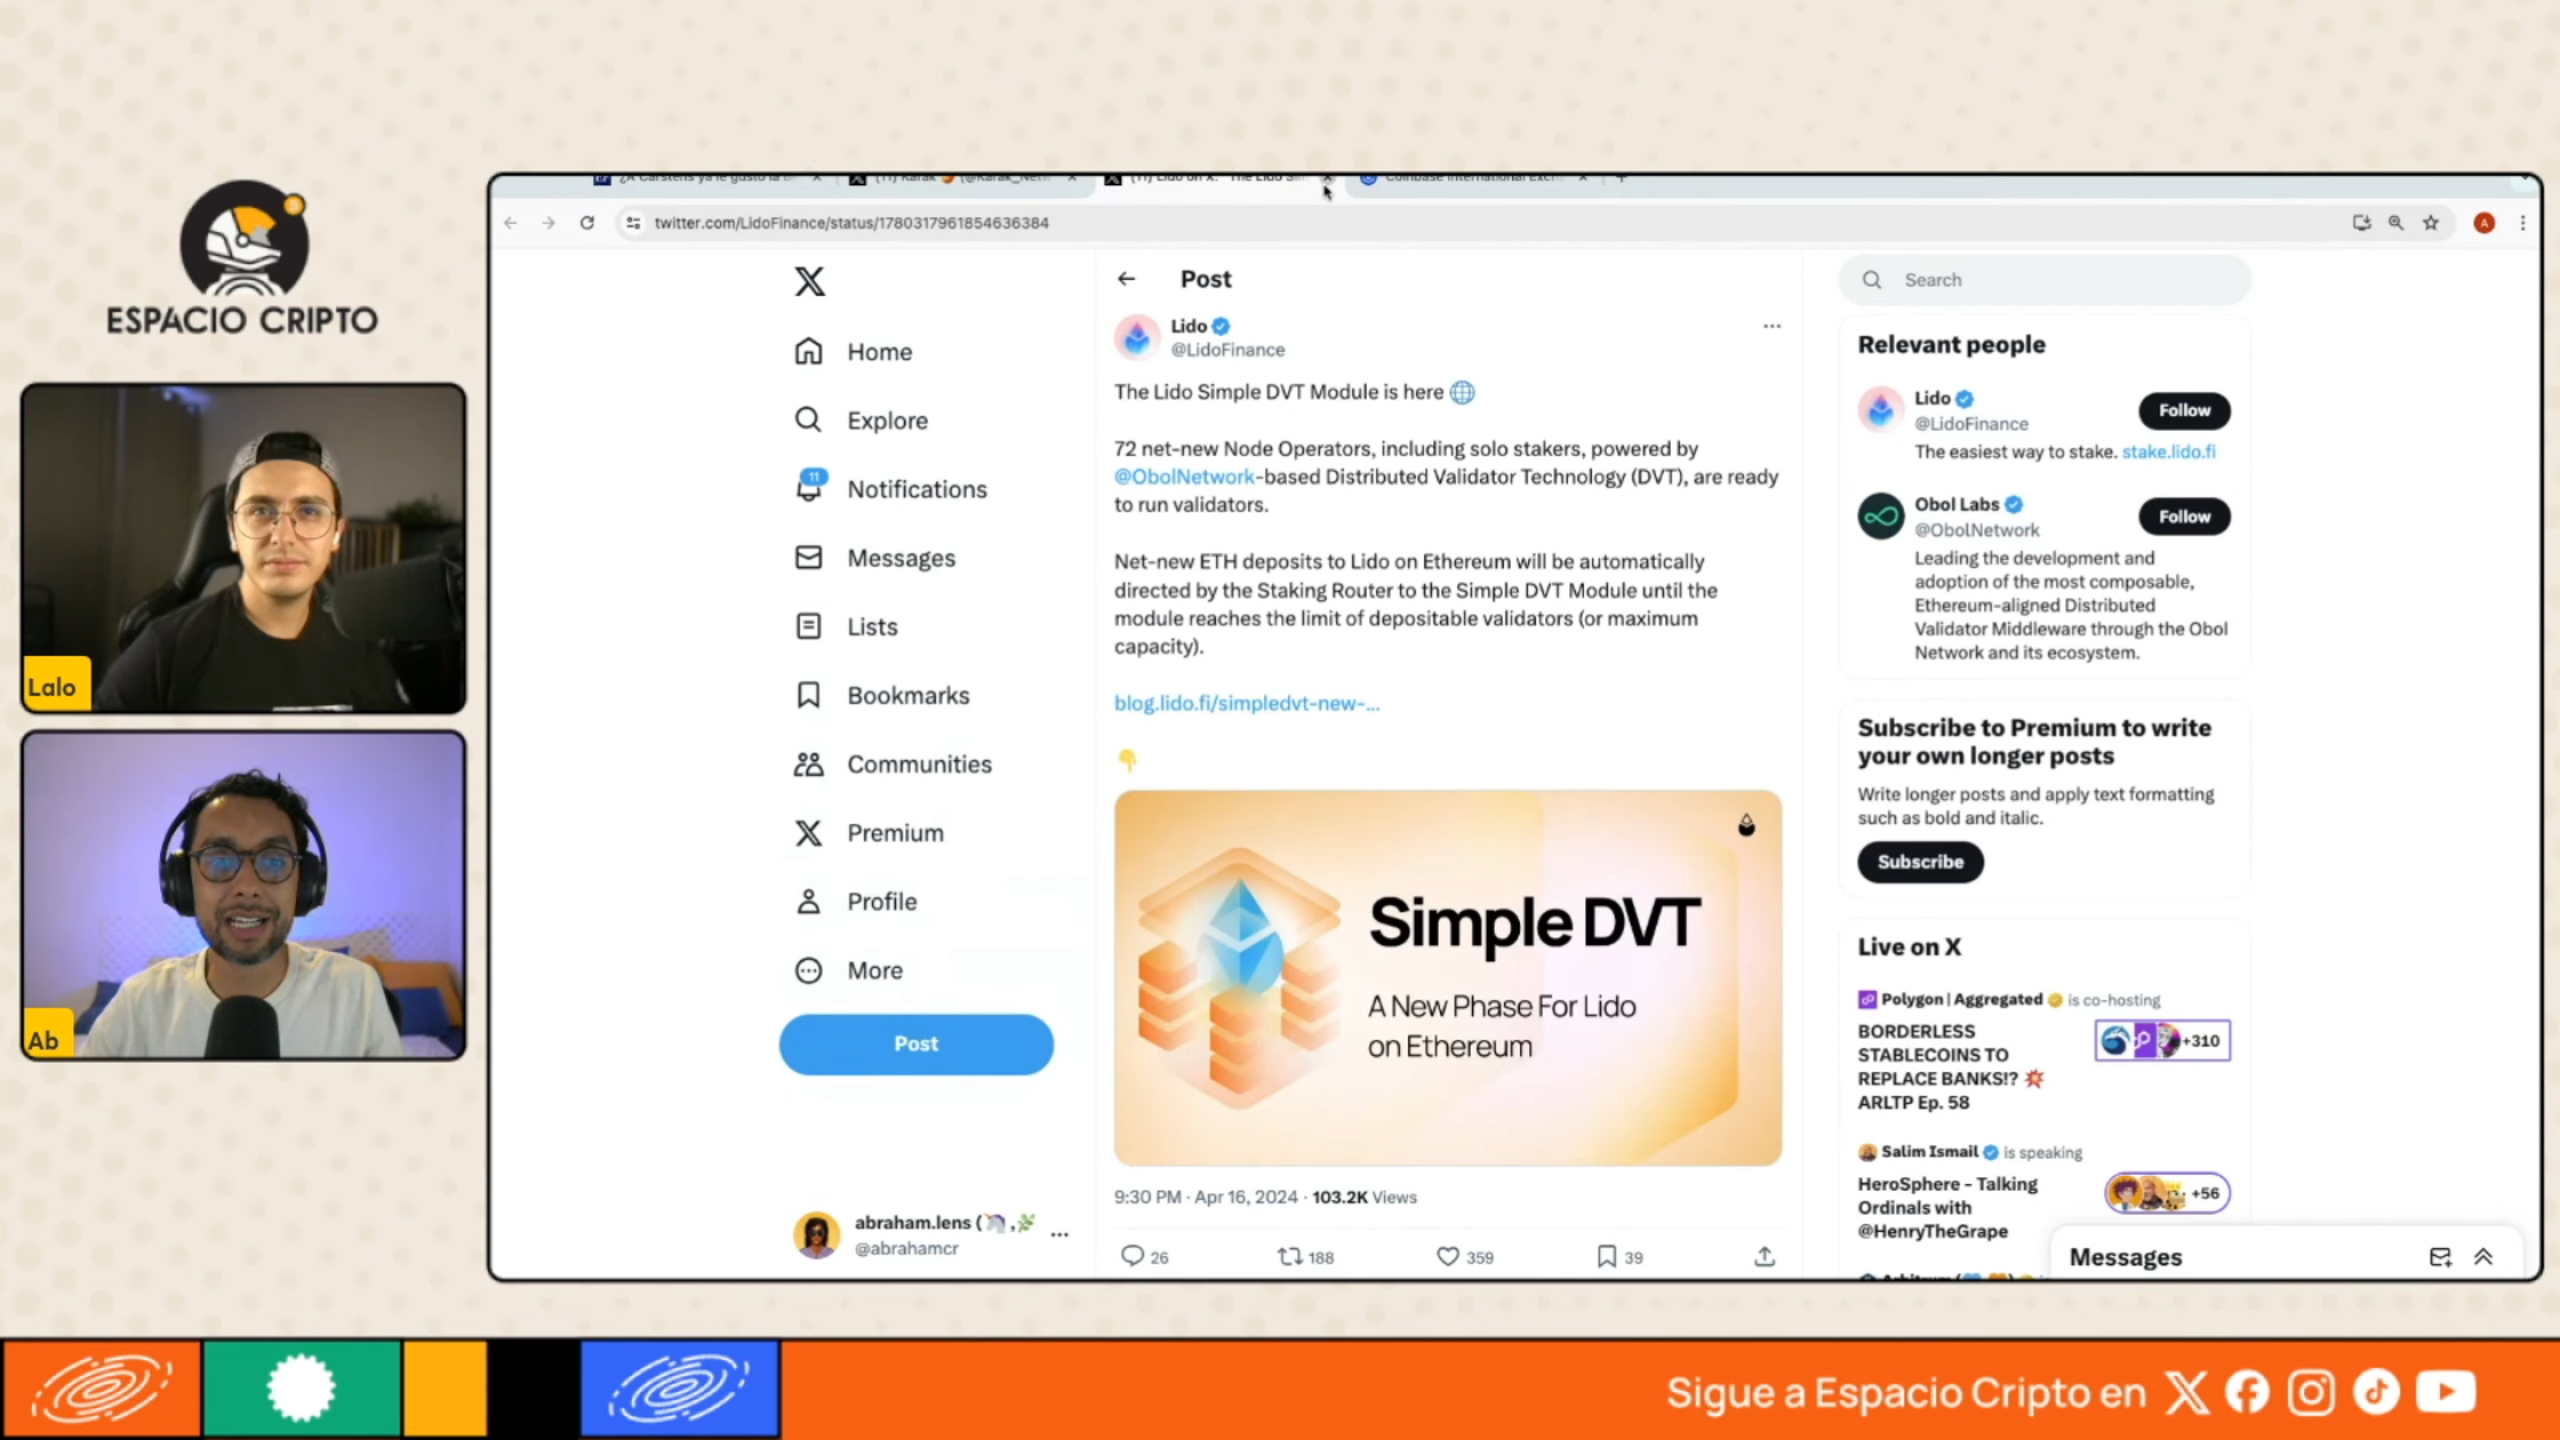 ESPACIO CRIPTO
Lalo
Ab
twitter.com/LidoFinance/status/1780317961854636384
A
Home
Explore
11
Notifications
Messages
Lists
Bookmarks
Communities
Premium
Profile
More
Post
abraham.lens (
@abrahamcr
Post
Lido
@LidoFinance
The Lido Simple DVT Module is here 🌐
72 net-new Node Operators, including solo stakers, powered by
@ObolNetwork-based Distributed Validator Technology (DVT), are ready
to run validators.
Net-new ETH deposits to Lido on Ethereum will be automatically
directed by the Staking Router to the Simple DVT Module until the
module reaches the limit of depositable validators (or maximum
capacity).
blog.lido.fi/simpledvt-new-...
👇
Simple DVT
A New Phase For Lido
on Ethereum
9:30 PM · Apr 16, 2024 · 103.2K Views
26 188 359 39
Search
Relevant people
Lido
@LidoFinance
Follow
The easiest way to stake. stake.lido.fi
Obol Labs
@ObolNetwork
Follow
Leading the development and
adoption of the most composable,
Ethereum-aligned Distributed
Validator Middleware through the Obol
Network and its ecosystem.
Subscribe to Premium to write
your own longer posts
Write longer posts and apply text formatting
such as bold and italic.
Subscribe
Live on X
Polygon | Aggregated is co-hosting
BORDERLESS
STABLECOINS TO
REPLACE BANKS!? 💥
ARLTP Ep. 58
+310
Salim Ismail is speaking
HeroSphere - Talking
Ordinals with
@HenryTheGrape
+56
Messages
Sigue a Espacio Cripto en